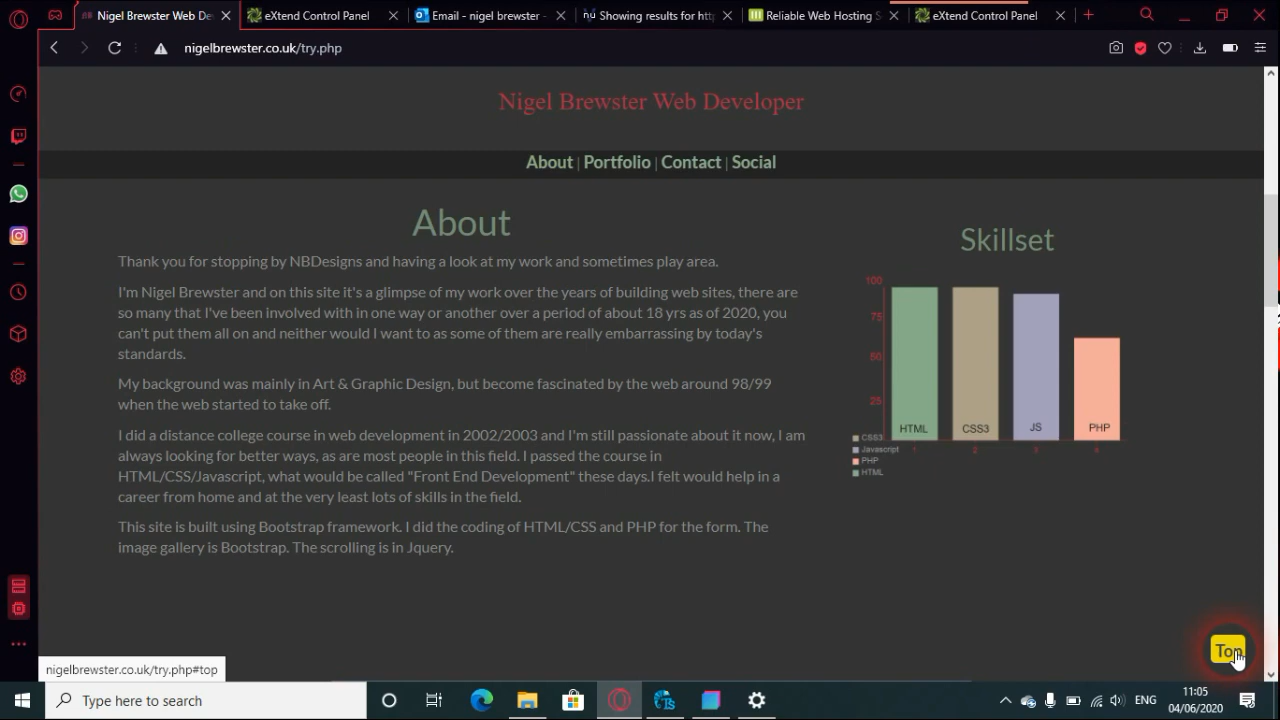 Nigel Brewster Web De
eXtend Control Panel
Email - nigel brewster -
Showing results for htt
Reliable Web Hosting S
eXtend Control Panel
nigelbrewster.co.uk/try.php
Nigel Brewster Web Developer
About | Portfolio | Contact | Social
About
Thank you for stopping by NBDesigns and having a look at my work and sometimes play area.
I'm Nigel Brewster and on this site it's a glimpse of my work over the years of building web sites, there are
so many that I've been involved with in one way or another over a period of about 18 yrs as of 2020, you
can't put them all on and neither would I want to as some of them are really embarrassing by today's
standards.
My background was mainly in Art & Graphic Design, but become fascinated by the web around 98/99
when the web started to take off.
I did a distance college course in web development in 2002/2003 and I'm still passionate about it now, I am
always looking for better ways, as are most people in this field. I passed the course in
HTML/CSS/Javascript, what would be called "Front End Development" these days.I felt would help in a
career from home and at the very least lots of skills in the field.
This site is built using Bootstrap framework. I did the coding of HTML/CSS and PHP for the form. The
image gallery is Bootstrap. The scrolling is in Jquery.
Skillset
100
75
50
25
HTML
CSS3
JS
PHP
CSS3
Javascript
PHP
HTML
1
2
3
Top
nigelbrewster.co.uk/try.php#top
Type here to search
ENG
11:05
04/06/2020